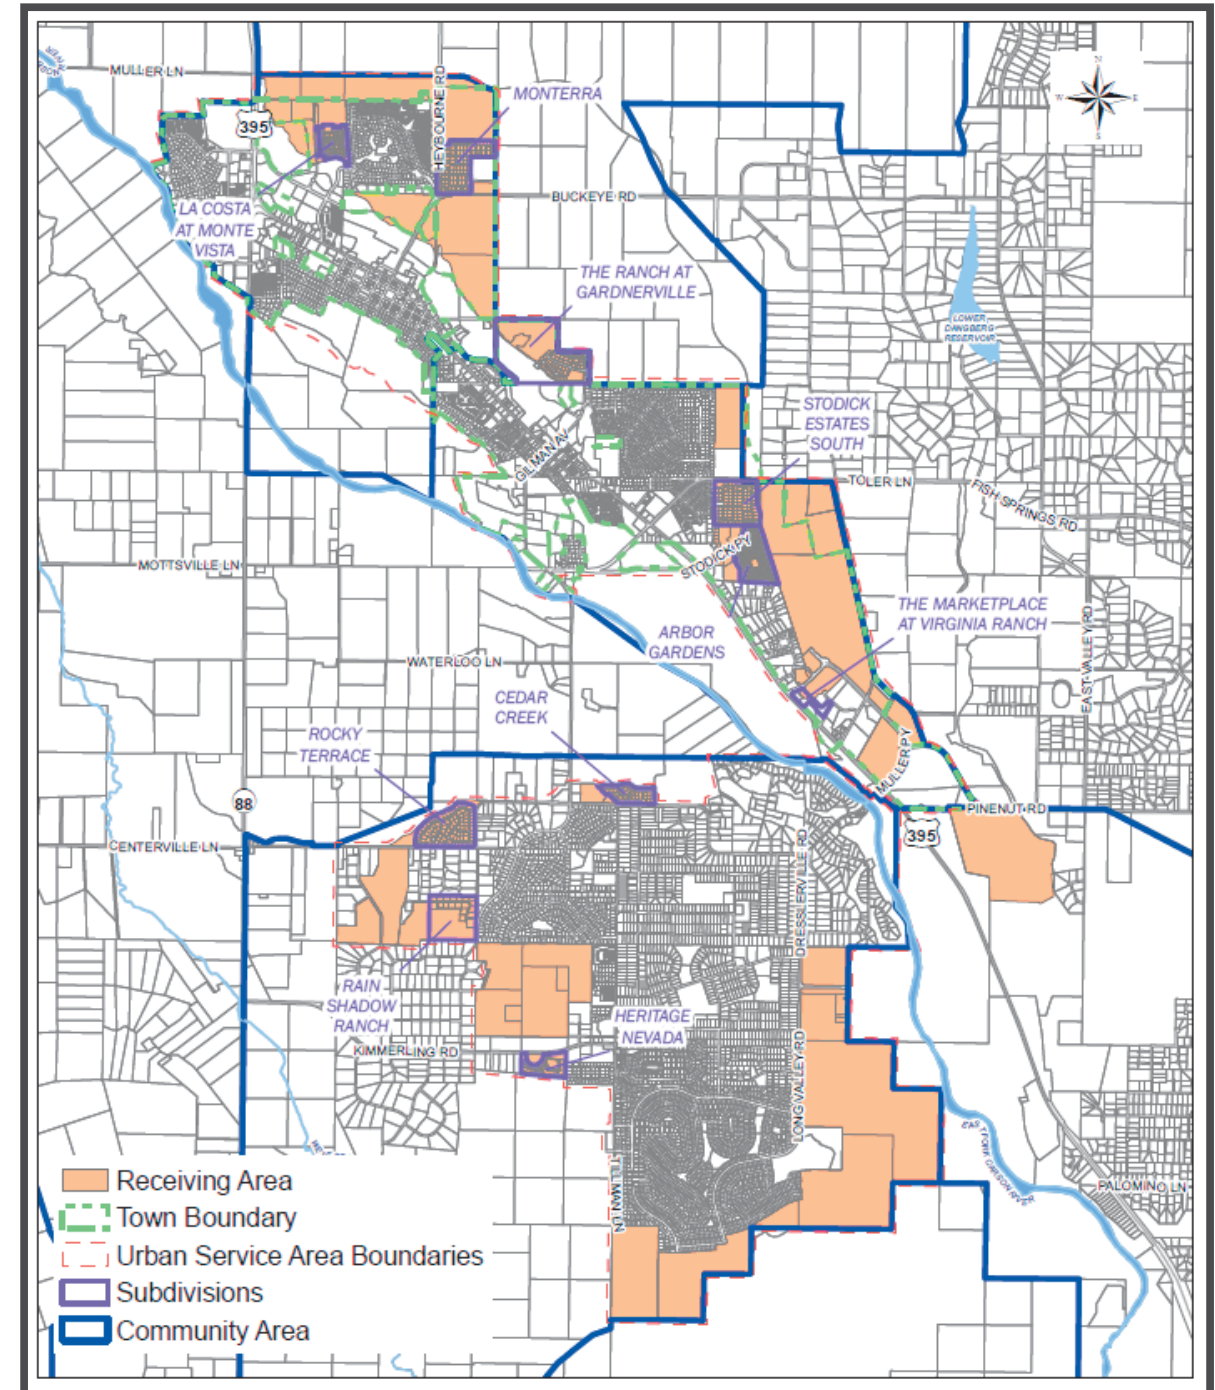 MULLER LN
HEYBOURNE RD
MONTERRA
N
W
E
S
395
BUCKEYE RD
LA COSTA
AT MONTE
VISTA
THE RANCH AT
GARDNERVILLE
LOWER
DANGBERG
RESERVOIR
STODICK
ESTATES
SOUTH
GILMAN AV
TOLER LN
FISH SPRINGS RD
MOTTSVILLE LN
STODICK PY
THE MARKETPLACE
AT VIRGINIA RANCH
ARBOR
GARDENS
EAST VALLEY RD
WATERLOO LN
CEDAR
CREEK
ROCKY
TERRACE
MULLER PY
88
PINENUT RD
395
CENTERVILLE LN
DRESSLERVILLE RD
RAIN
SHADOW
RANCH
HERITAGE
NEVADA
KIMMERLING RD
LONG VALLEY RD
EAST FORK CARSON RIVER
TILLMAN LN
PALOMINO LN
Receiving Area
Town Boundary
Urban Service Area Boundaries
Subdivisions
Community Area